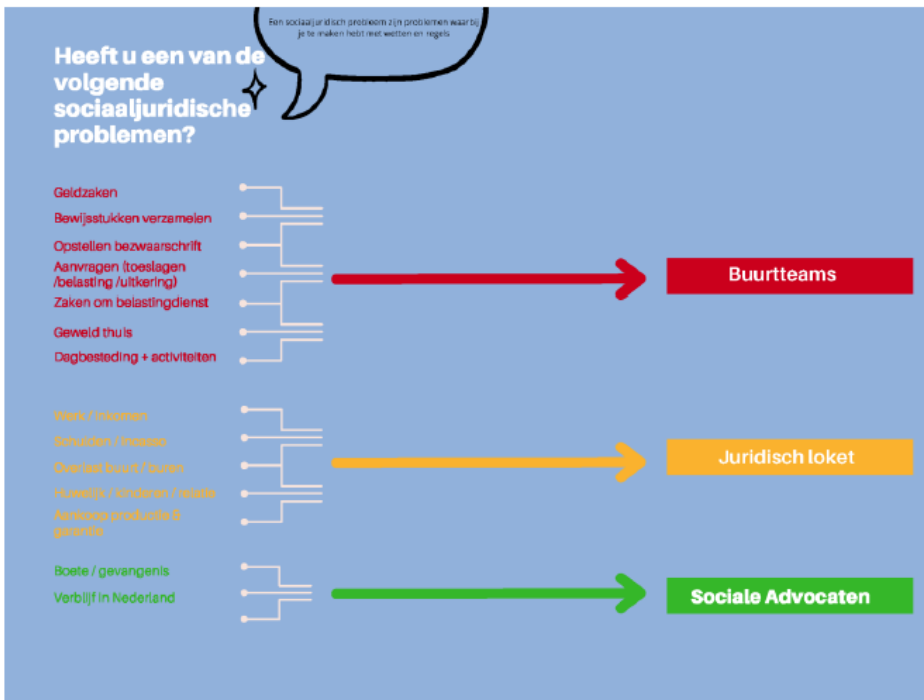 Een sociaaljuridisch probleem zijn problemen waarbij
je te maken hebt met wetten en regels
Heeft u een van de
volgende
sociaaljuridische
problemen?
Geldzaken
Bewijsstukken verzamelen
Opstellen bezwaarschrift
Aanvragen (toeslagen
/belasting /uitkering)
Zaken om belastingdienst
Geweld thuis
Dagbesteding + activiteiten
Buurtteams
Werk / inkomen
Schulden / incasso
Overlast buurt / buren
Huwelijk / kinderen / relatie
Aankoop productie &
garantie
Juridisch loket
Boete / gevangenis
Verblijf in Nederland
Sociale Advocaten